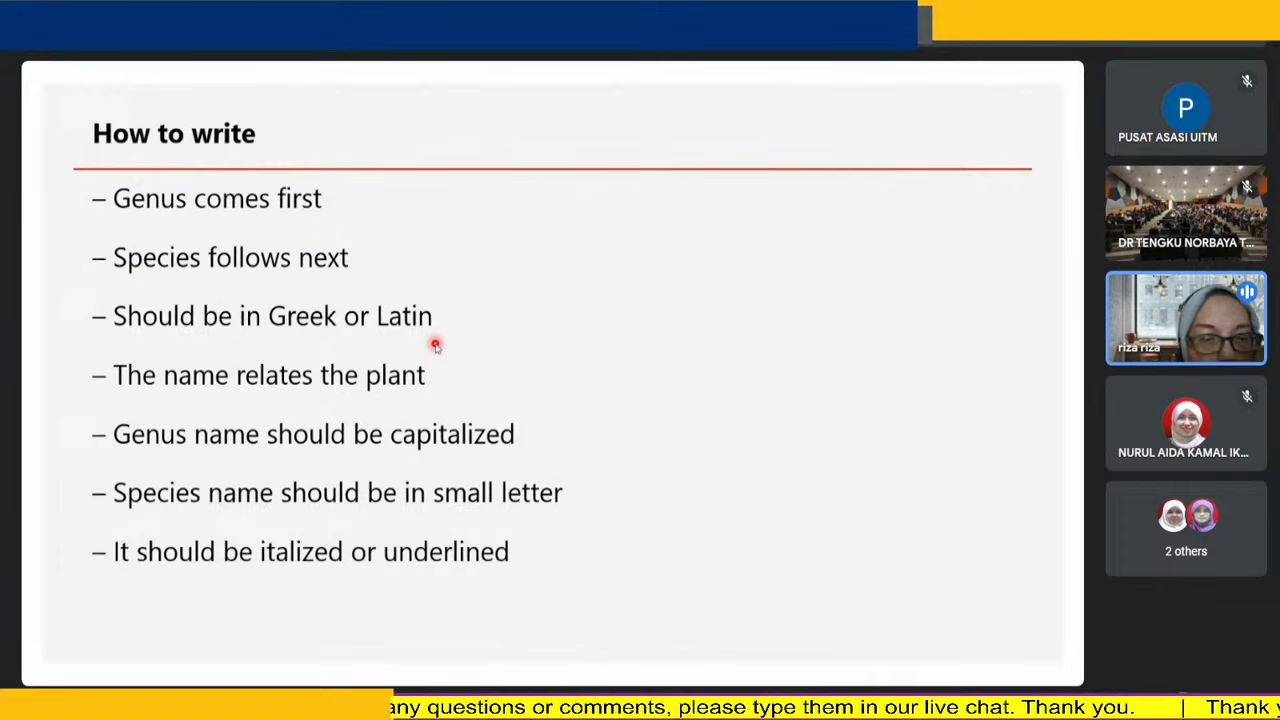 How to write
– Genus comes first
– Species follows next
– Should be in Greek or Latin
– The name relates the plant
– Genus name should be capitalized
– Species name should be in small letter
– It should be italized or underlined
P
PUSAT ASASI UITM
DR TENGKU NORBAYA T...
riza riza
NURUL AIDA KAMAL IK...
2 others
any questions or comments, please type them in our live chat. Thank you. | Thank y